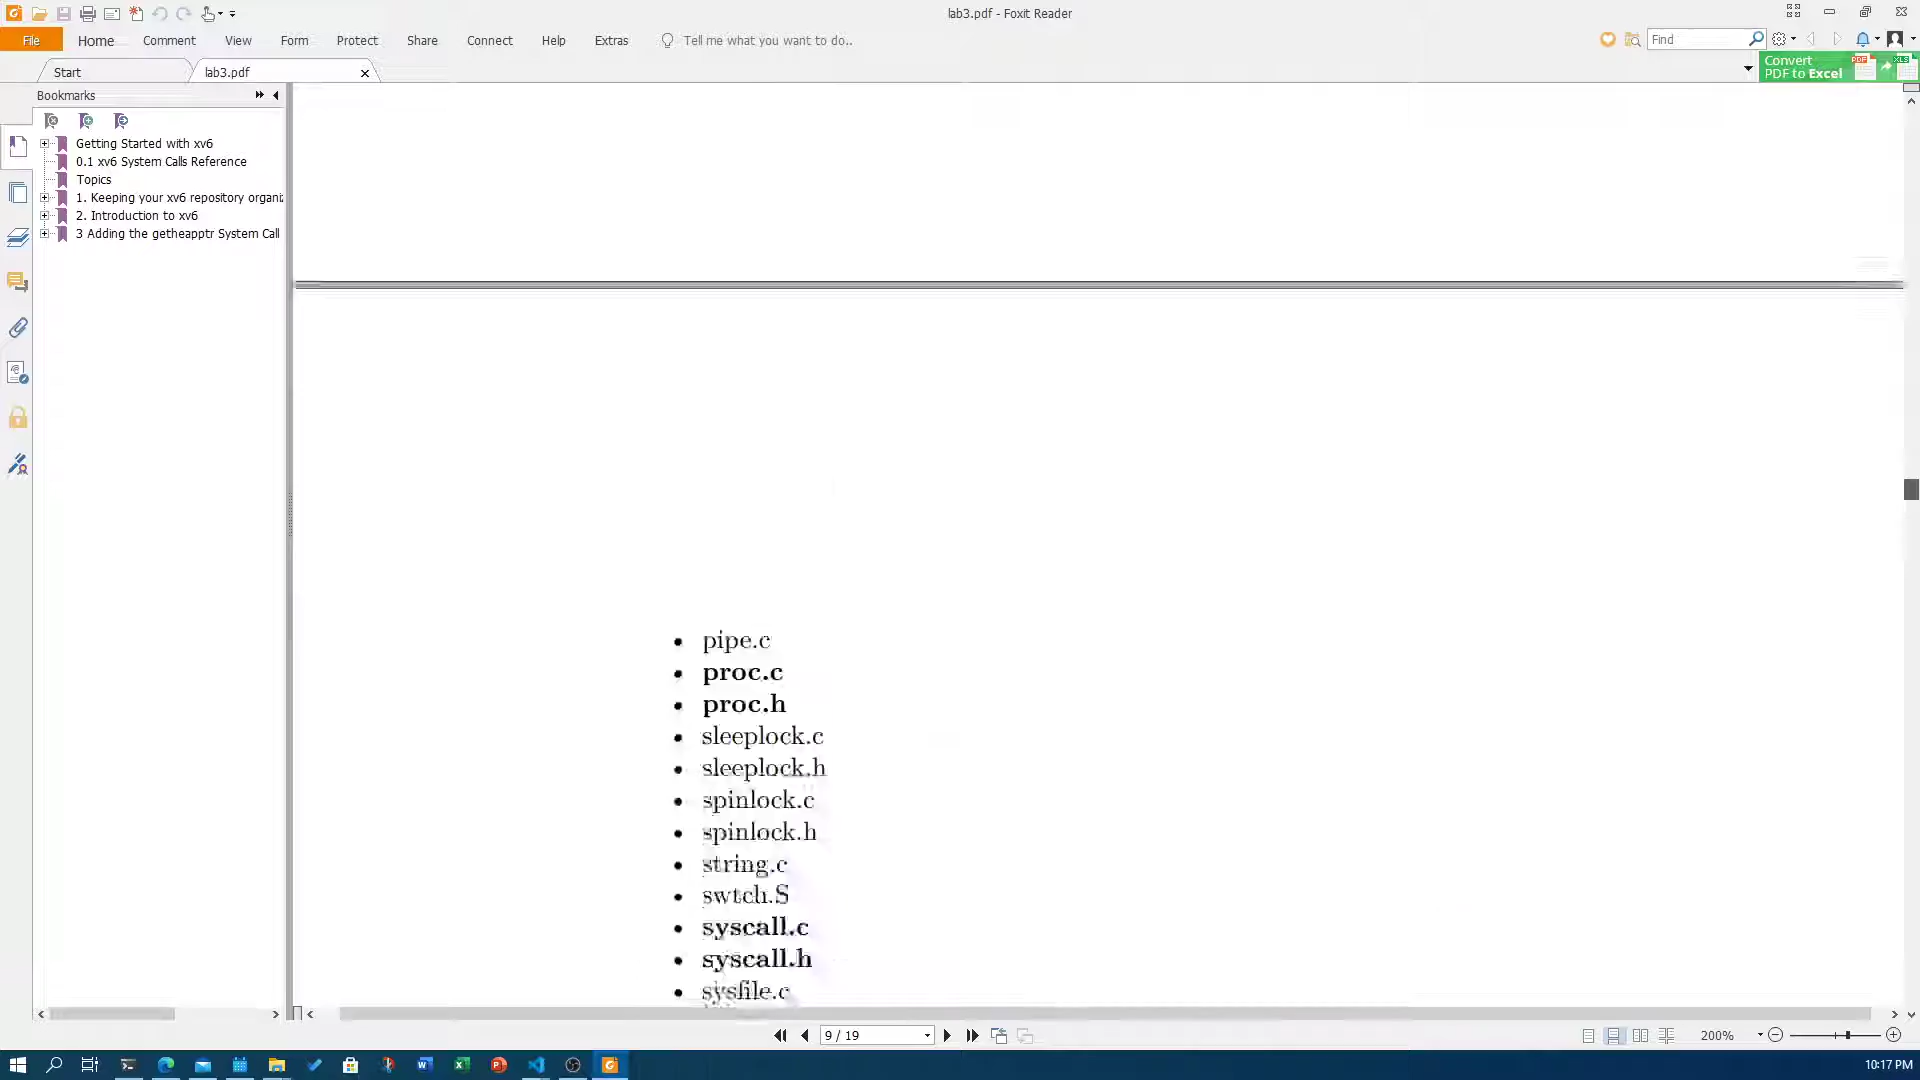 lab3.pdf - Foxit Reader
File
Home
Comment
View
Form
Protect
Share
Connect
Help
Extras
Tell me what you want to do..
Find
Start
lab3.pdf
Convert
PDF to Excel
PDF
XLS
Bookmarks
Getting Started with xv6
0.1 xv6 System Calls Reference
Topics
1. Keeping your xv6 repository organi
2. Introduction to xv6
3 Adding the getheapptr System Call
pipe.c
proc.c
proc.h
sleeplock.c
sleeplock.h
spinlock.c
spinlock.h
string.c
swtch.S
syscall.c
syscall.h
sysfile.c
9 / 19
200%
10:17 PM